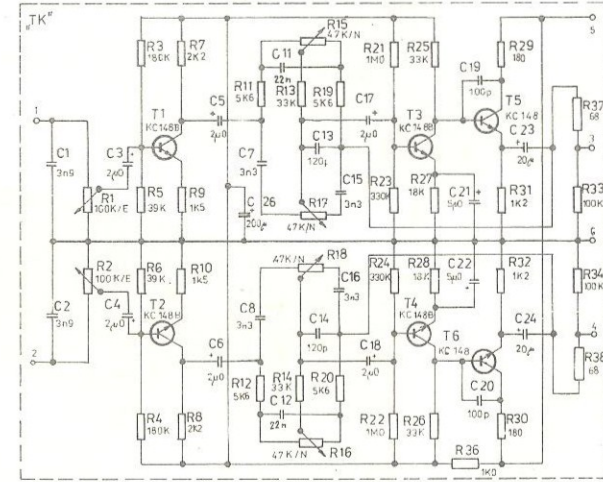 „TK"
R3
180K
R7
2K2
R15
47K/N
C11
22n
R21
1M0
R25
33K
R29
180
5
C19
100p
R11
5K6
R13
33K
R19
5K6
C17
2µ0
T1
KC148B
C5
2µ0
T3
KC148B
T5
KC 148
C23
20µ
R37
68
3
1
C1
3n9
C3
2µ0
C7
3n3
C13
120p
C15
3n3
R1
100K/E
R5
39K
R9
1K5
C 26
200µ
R17
47K/N
R23
330K
R27
18K
C21
5µ0
R31
1K2
R33
100K
6
R2
100K/E
R6
39K
R10
1k5
47K/N
R18
C16
3n3
R24
330K
R28
18K
C22
5µ0
R32
1K2
R34
100K
C2
3n9
C4
2µ0
T2
KC148B
C8
3n3
C14
120p
T4
KC148B
T6
KC 148
C24
20µ
4
2
C6
2µ0
C18
2µ0
R12
5K6
R14
33K
R20
5K6
C12
22n
C20
100p
R38
68
R4
180K
R8
2K2
47K/N
R16
R22
1M0
R26
33K
R30
180
R36
1K0